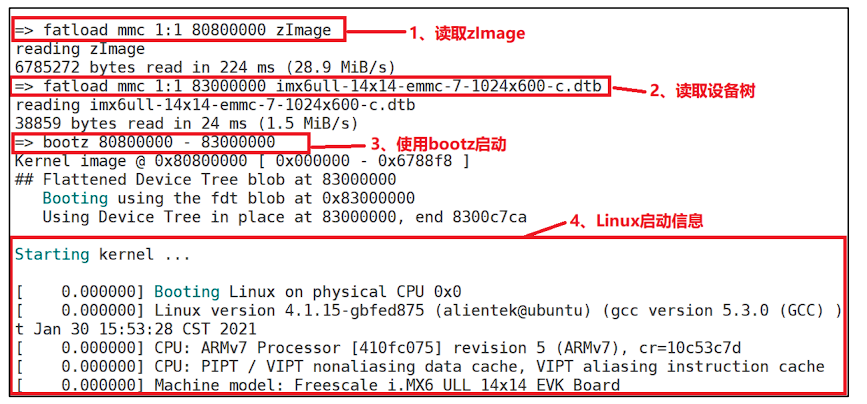 => fatload mmc 1:1 80800000 zImage
1、读取zImage
reading zImage
6785272 bytes read in 224 ms (28.9 MiB/s)
=> fatload mmc 1:1 83000000 imx6ull-14x14-emmc-7-1024x600-c.dtb
2、读取设备树
reading imx6ull-14x14-emmc-7-1024x600-c.dtb
38859 bytes read in 24 ms (1.5 MiB/s)
=> bootz 80800000 - 83000000
3、使用bootz启动
Kernel image @ 0x80800000 [ 0x000000 - 0x6788f8 ]
## Flattened Device Tree blob at 83000000
Booting using the fdt blob at 0x83000000
Using Device Tree in place at 83000000, end 8300c7ca
4、Linux启动信息
Starting kernel ...
[    0.000000] Booting Linux on physical CPU 0x0
[    0.000000] Linux version 4.1.15-gbfed875 (alientek@ubuntu) (gcc version 5.3.0 (GCC) )
t Jan 30 15:53:28 CST 2021
[    0.000000] CPU: ARMv7 Processor [410fc075] revision 5 (ARMv7), cr=10c53c7d
[    0.000000] CPU: PIPT / VIPT nonaliasing data cache, VIPT aliasing instruction cache
[    0.000000] Machine model: Freescale i.MX6 ULL 14x14 EVK Board